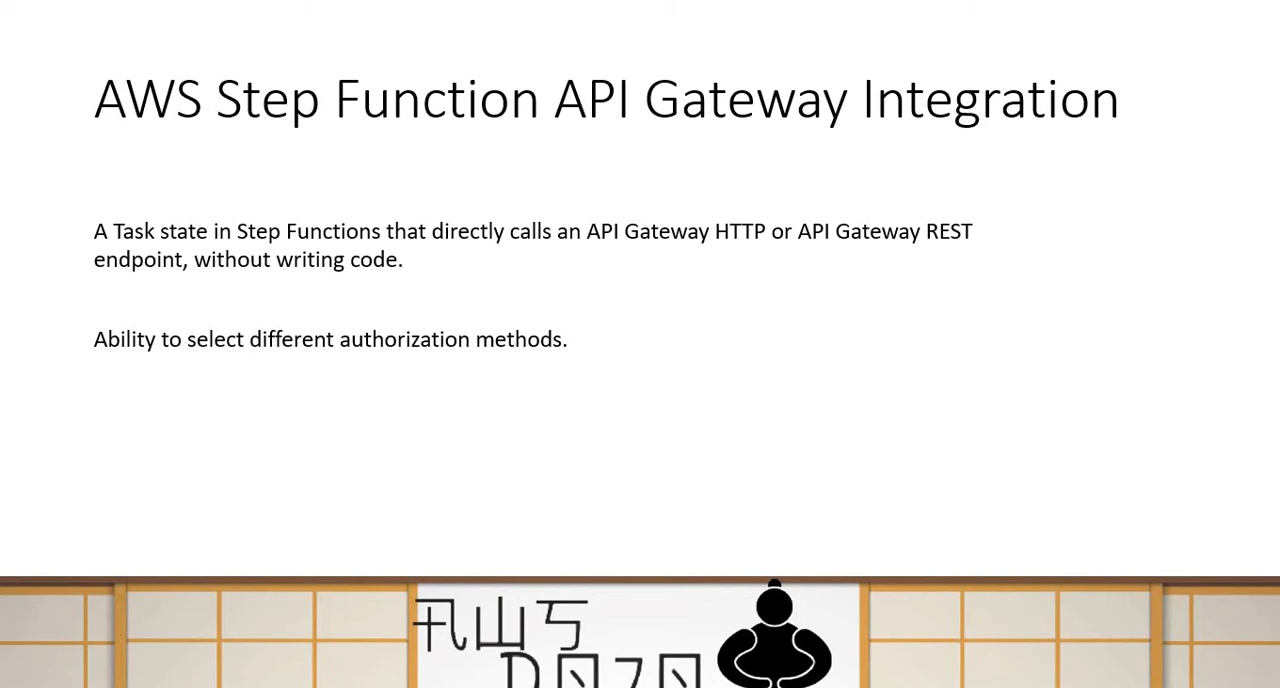 AWS Step Function API Gateway Integration
A Task state in Step Functions that directly calls an API Gateway HTTP or API Gateway REST
endpoint, without writing code.
Ability to select different authorization methods.